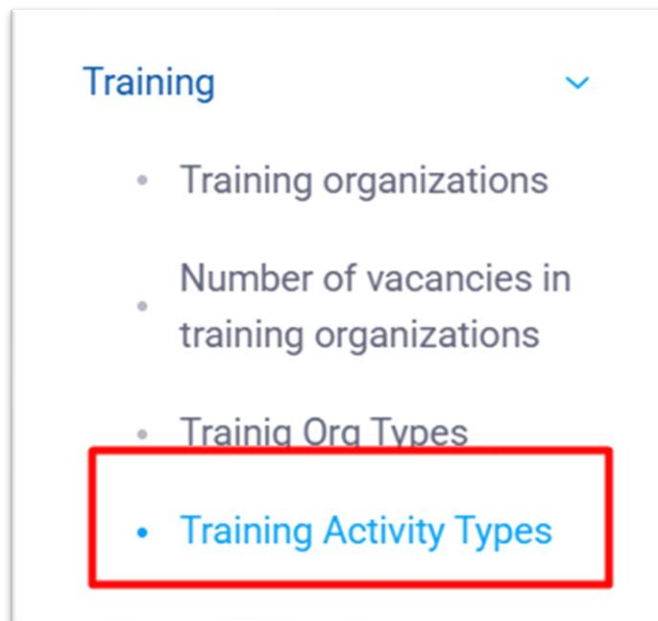 Training
Training organizations
Number of vacancies in
training organizations
Trainig Org Types
Training Activity Types